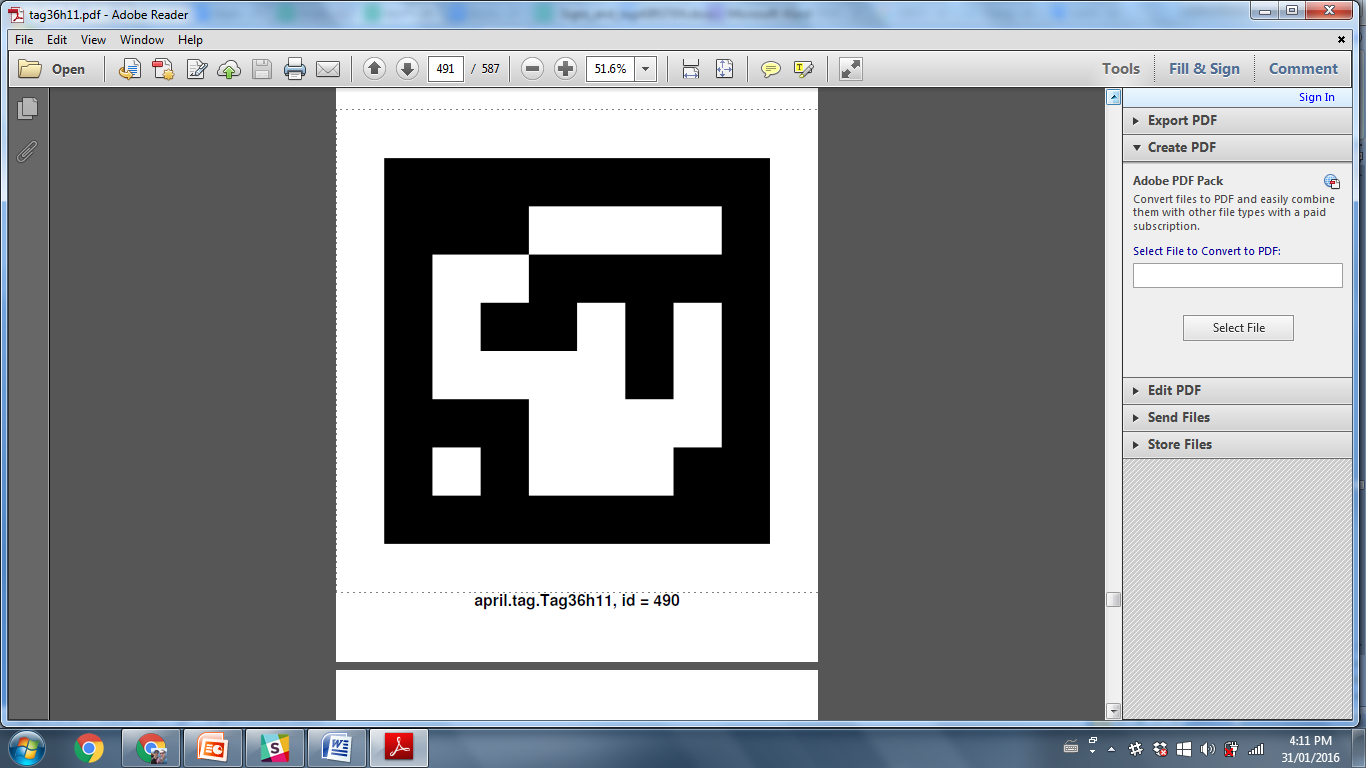 tag36h11.pdf - Adobe Reader
File Edit View Window Help
Open 491 / 587 51.6% Tools Fill & Sign Comment
Sign In
Export PDF
Create PDF
Adobe PDF Pack
Convert files to PDF and easily combine
them with other file types with a paid
subscription.
Select File to Convert to PDF:
Select File
Edit PDF
Send Files
Store Files
april.tag.Tag36h11, id = 490
4:11 PM
31/01/2016